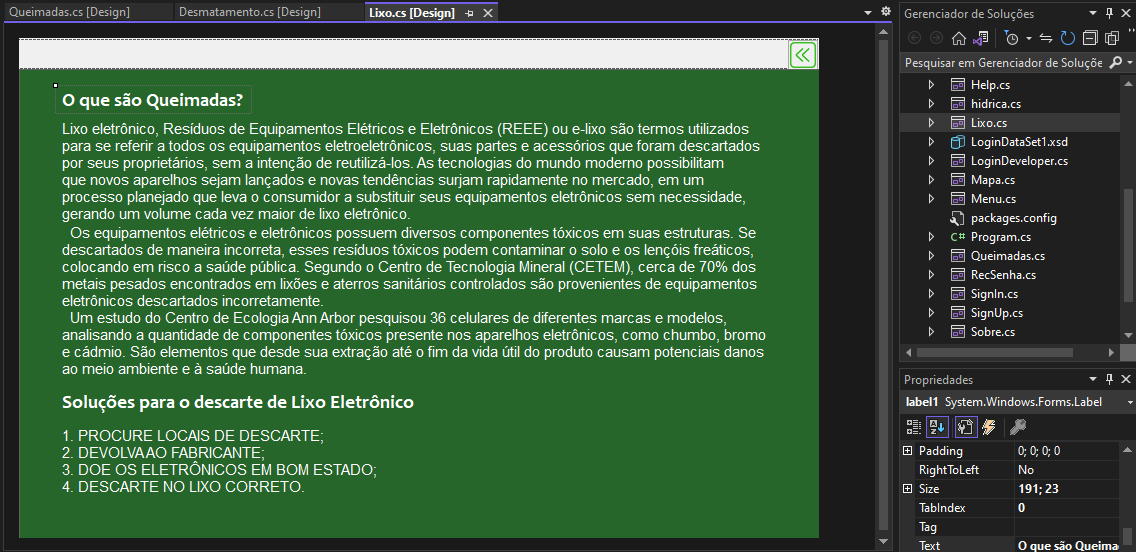 Queimadas.cs [Design]
Desmatamento.cs [Design]
Lixo.cs [Design]
O que são Queimadas?
Lixo eletrônico, Resíduos de Equipamentos Elétricos e Eletrônicos (REEE) ou e-lixo são termos utilizados
para se referir a todos os equipamentos eletroeletrônicos, suas partes e acessórios que foram descartados
por seus proprietários, sem a intenção de reutilizá-los. As tecnologias do mundo moderno possibilitam
que novos aparelhos sejam lançados e novas tendências surjam rapidamente no mercado, em um
processo planejado que leva o consumidor a substituir seus equipamentos eletrônicos sem necessidade,
gerando um volume cada vez maior de lixo eletrônico.
Os equipamentos elétricos e eletrônicos possuem diversos componentes tóxicos em suas estruturas. Se
descartados de maneira incorreta, esses resíduos tóxicos podem contaminar o solo e os lençóis freáticos,
colocando em risco a saúde pública. Segundo o Centro de Tecnologia Mineral (CETEM), cerca de 70% dos
metais pesados encontrados em lixões e aterros sanitários controlados são provenientes de equipamentos
eletrônicos descartados incorretamente.
Um estudo do Centro de Ecologia Ann Arbor pesquisou 36 celulares de diferentes marcas e modelos,
analisando a quantidade de componentes tóxicos presente nos aparelhos eletrônicos, como chumbo, bromo
e cádmio. São elementos que desde sua extração até o fim da vida útil do produto causam potenciais danos
ao meio ambiente e à saúde humana.
Soluções para o descarte de Lixo Eletrônico
1. PROCURE LOCAIS DE DESCARTE;
2. DEVOLVA AO FABRICANTE;
3. DOE OS ELETRÔNICOS EM BOM ESTADO;
4. DESCARTE NO LIXO CORRETO.
Gerenciador de Soluções
Pesquisar em Gerenciador de Soluçõe
Help.cs
hidrica.cs
Lixo.cs
LoginDataSet1.xsd
LoginDeveloper.cs
Mapa.cs
Menu.cs
packages.config
C# Program.cs
Queimadas.cs
RecSenha.cs
SignIn.cs
SignUp.cs
Sobre.cs
Propriedades
label1 System.Windows.Forms.Label
Padding 0; 0; 0; 0
RightToLeft No
Size 191; 23
TabIndex 0
Tag
Text O que são Queima